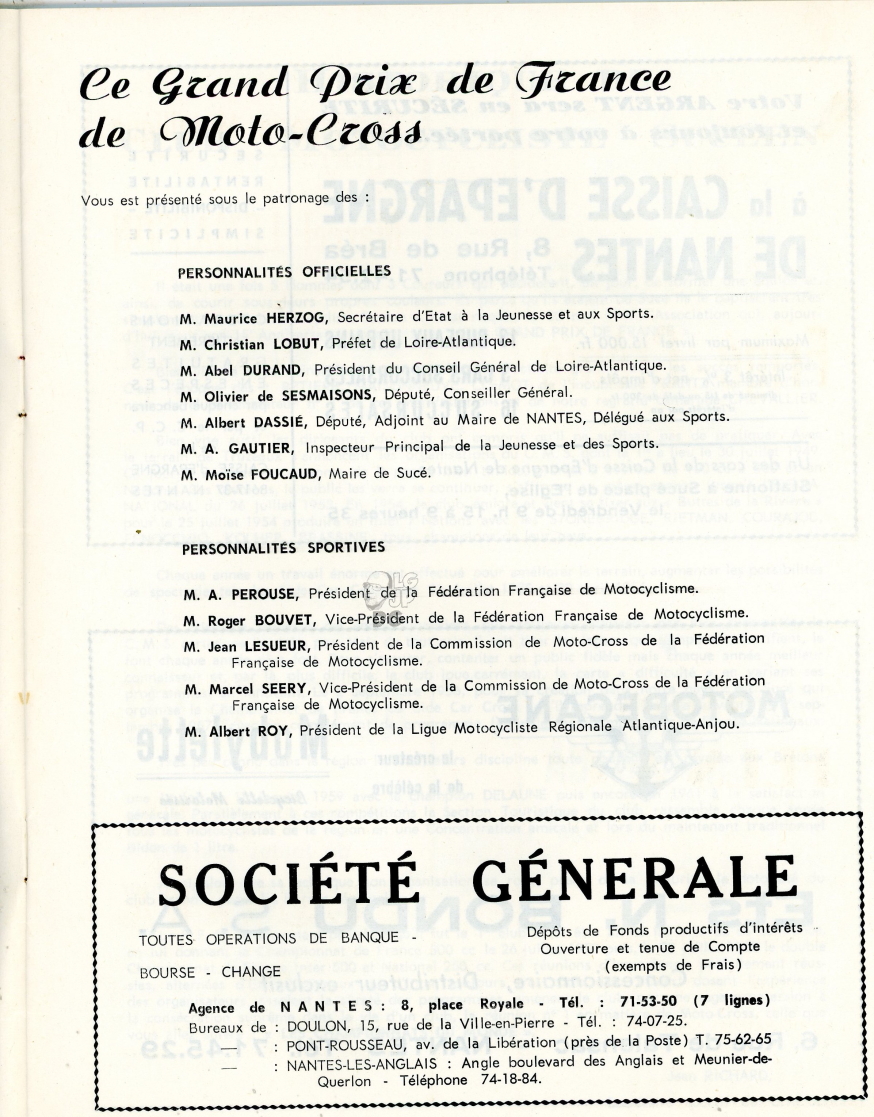 Ce Grand Prix de France
de Moto-Cross
Vous est présenté sous le patronage des :
PERSONNALITÉS OFFICIELLES
M. Maurice HERZOG, Secrétaire d'Etat à la Jeunesse et aux Sports.
M. Christian LOBUT, Préfet de Loire-Atlantique.
M. Abel DURAND, Président du Conseil Général de Loire-Atlantique.
M. Olivier de SESMAISONS, Député, Conseiller Général.
M. Albert DASSIÉ, Député, Adjoint au Maire de NANTES, Délégué aux Sports.
M. A. GAUTIER, Inspecteur Principal de la Jeunesse et des Sports.
M. Moïse FOUCAUD, Maire de Sucé.
PERSONNALITÉS SPORTIVES
M. A. PEROUSE, Président de la Fédération Française de Motocyclisme.
M. Roger BOUVET, Vice-Président de la Fédération Française de Motocyclisme.
M. Jean LESUEUR, Président de la Commission de Moto-Cross de la Fédération
Française de Motocyclisme.
M. Marcel SEERY, Vice-Président de la Commission de Moto-Cross de la Fédération
Française de Motocyclisme.
M. Albert ROY, Président de la Ligue Motocycliste Régionale Atlantique-Anjou.
SOCIÉTÉ GÉNERALE
TOUTES OPERATIONS DE BANQUE -
BOURSE - CHANGE
Dépôts de Fonds productifs d'intérêts
Ouverture et tenue de Compte
(exempts de Frais)
Agence de NANTES : 8, place Royale - Tél. : 71-53-50 (7 lignes)
Bureaux de : DOULON, 15, rue de la Ville-en-Pierre - Tél. : 74-07-25.
— : PONT-ROUSSEAU, av. de la Libération (près de la Poste) T. 75-62-65
— : NANTES-LES-ANGLAIS : Angle boulevard des Anglais et Meunier-de-
Querlon - Téléphone 74-18-84.